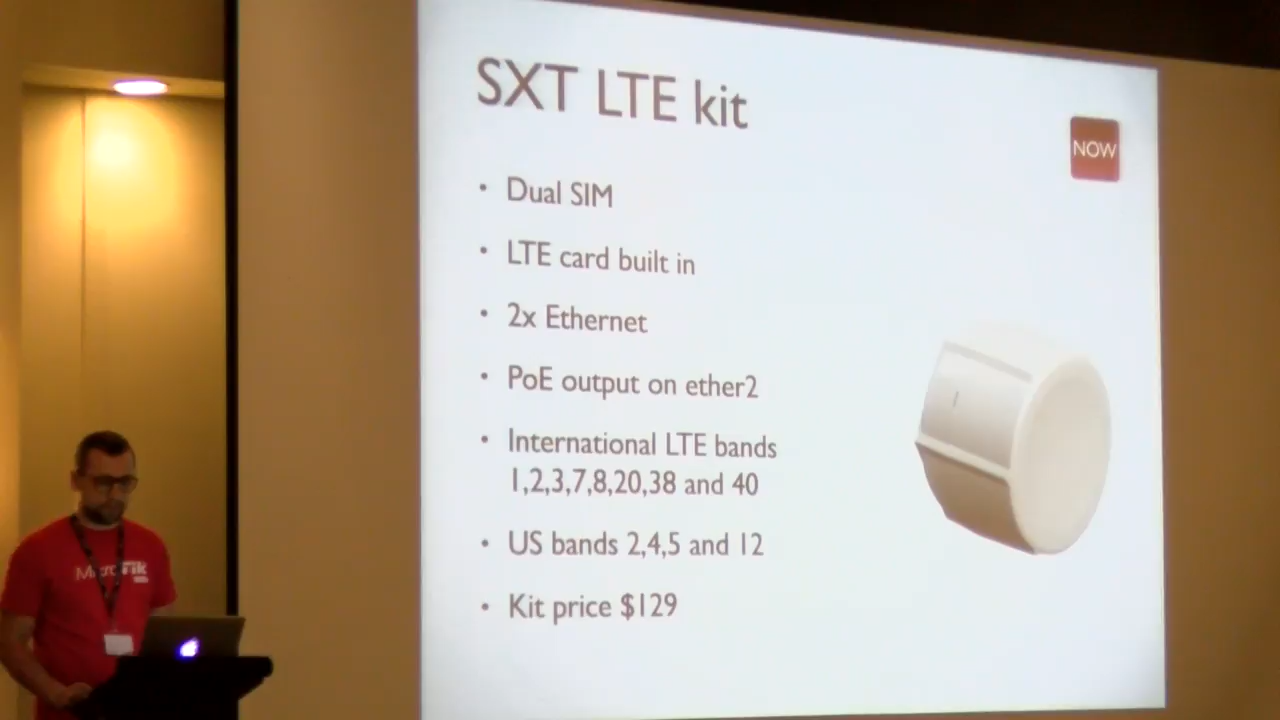 SXT LTE kit
NOW
• Dual SIM
• LTE card built in
• 2x Ethernet
• PoE output on ether2
• International LTE bands
1,2,3,7,8,20,38 and 40
• US bands 2,4,5 and 12
• Kit price $129
MikroTik